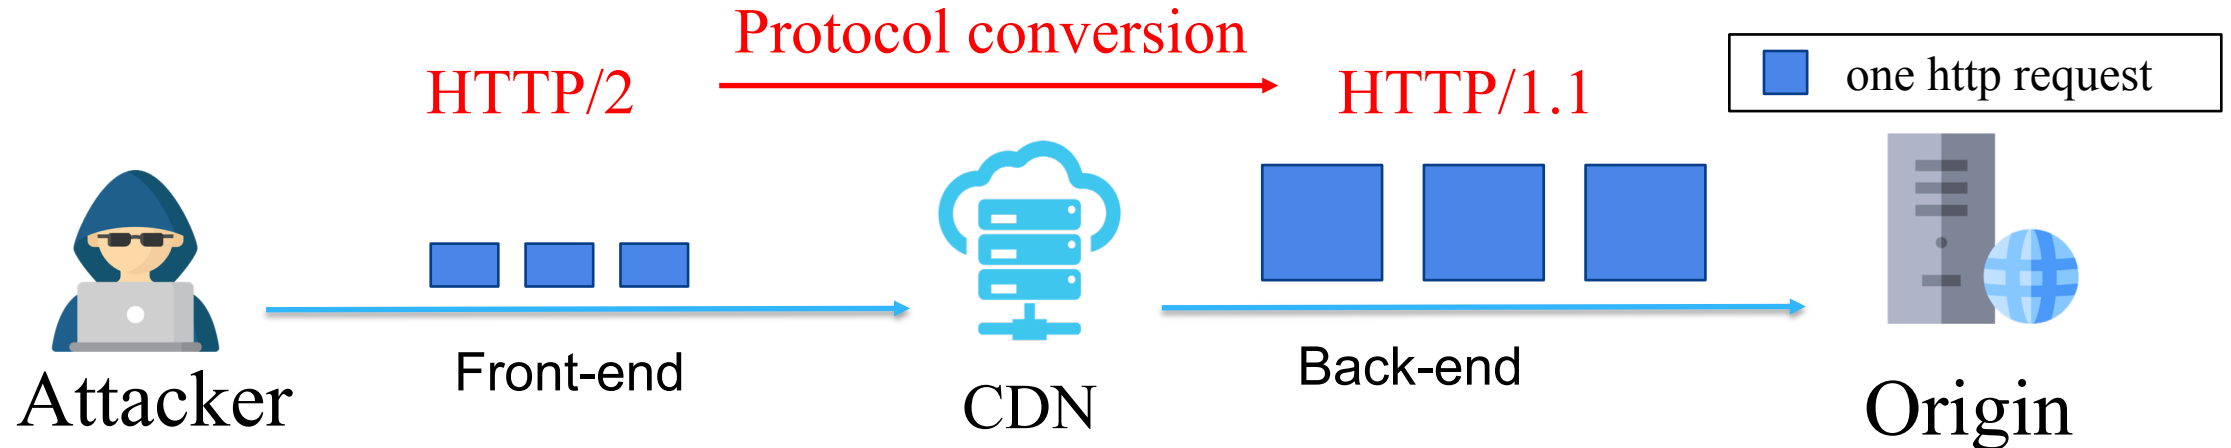 Protocol conversion
HTTP/2
HTTP/1.1
one http request
Front-end
Back-end
Attacker
CDN
Origin